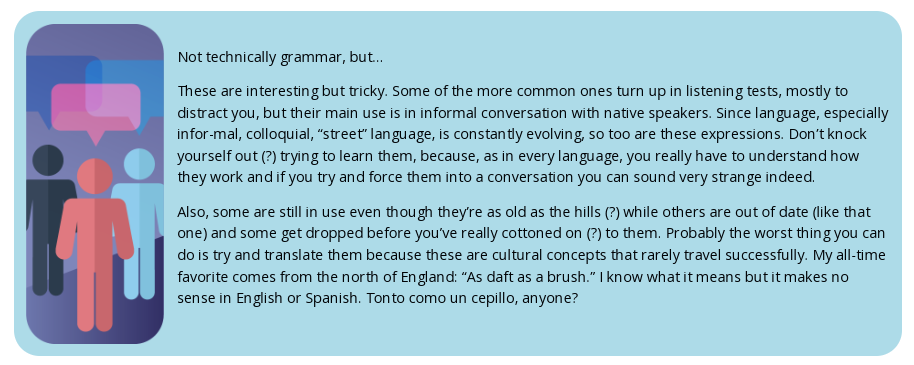 Not technically grammar, but…
These are interesting but tricky. Some of the more common ones turn up in listening tests, mostly to
distract you, but their main use is in informal conversation with native speakers. Since language, especially
infor-mal, colloquial, “street” language, is constantly evolving, so too are these expressions. Don’t knock
yourself out (?) trying to learn them, because, as in every language, you really have to understand how
they work and if you try and force them into a conversation you can sound very strange indeed.
Also, some are still in use even though they’re as old as the hills (?) while others are out of date (like that
one) and some get dropped before you’ve really cottoned on (?) to them. Probably the worst thing you can
do is try and translate them because these are cultural concepts that rarely travel successfully. My all-time
favorite comes from the north of England: “As daft as a brush.” I know what it means but it makes no
sense in English or Spanish. Tonto como un cepillo, anyone?